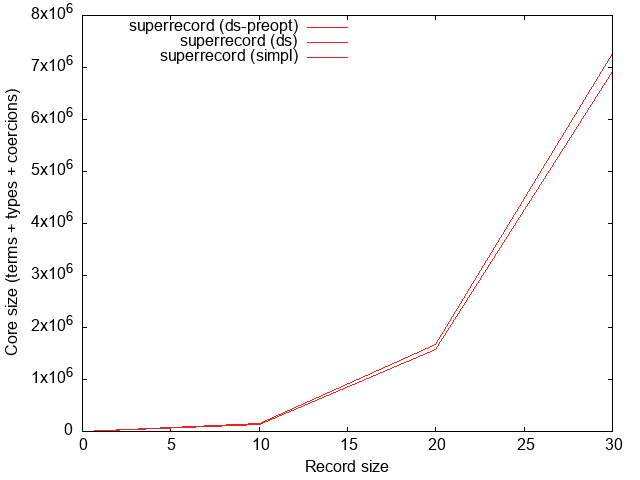 8x10^6
superrecord (ds-preopt)
superrecord (ds)
superrecord (simpl)
7x10^6
6x10^6
5x10^6
4x10^6
3x10^6
2x10^6
1x10^6
0
Core size (terms + types + coercions)
0 5 10 15 20 25 30
Record size